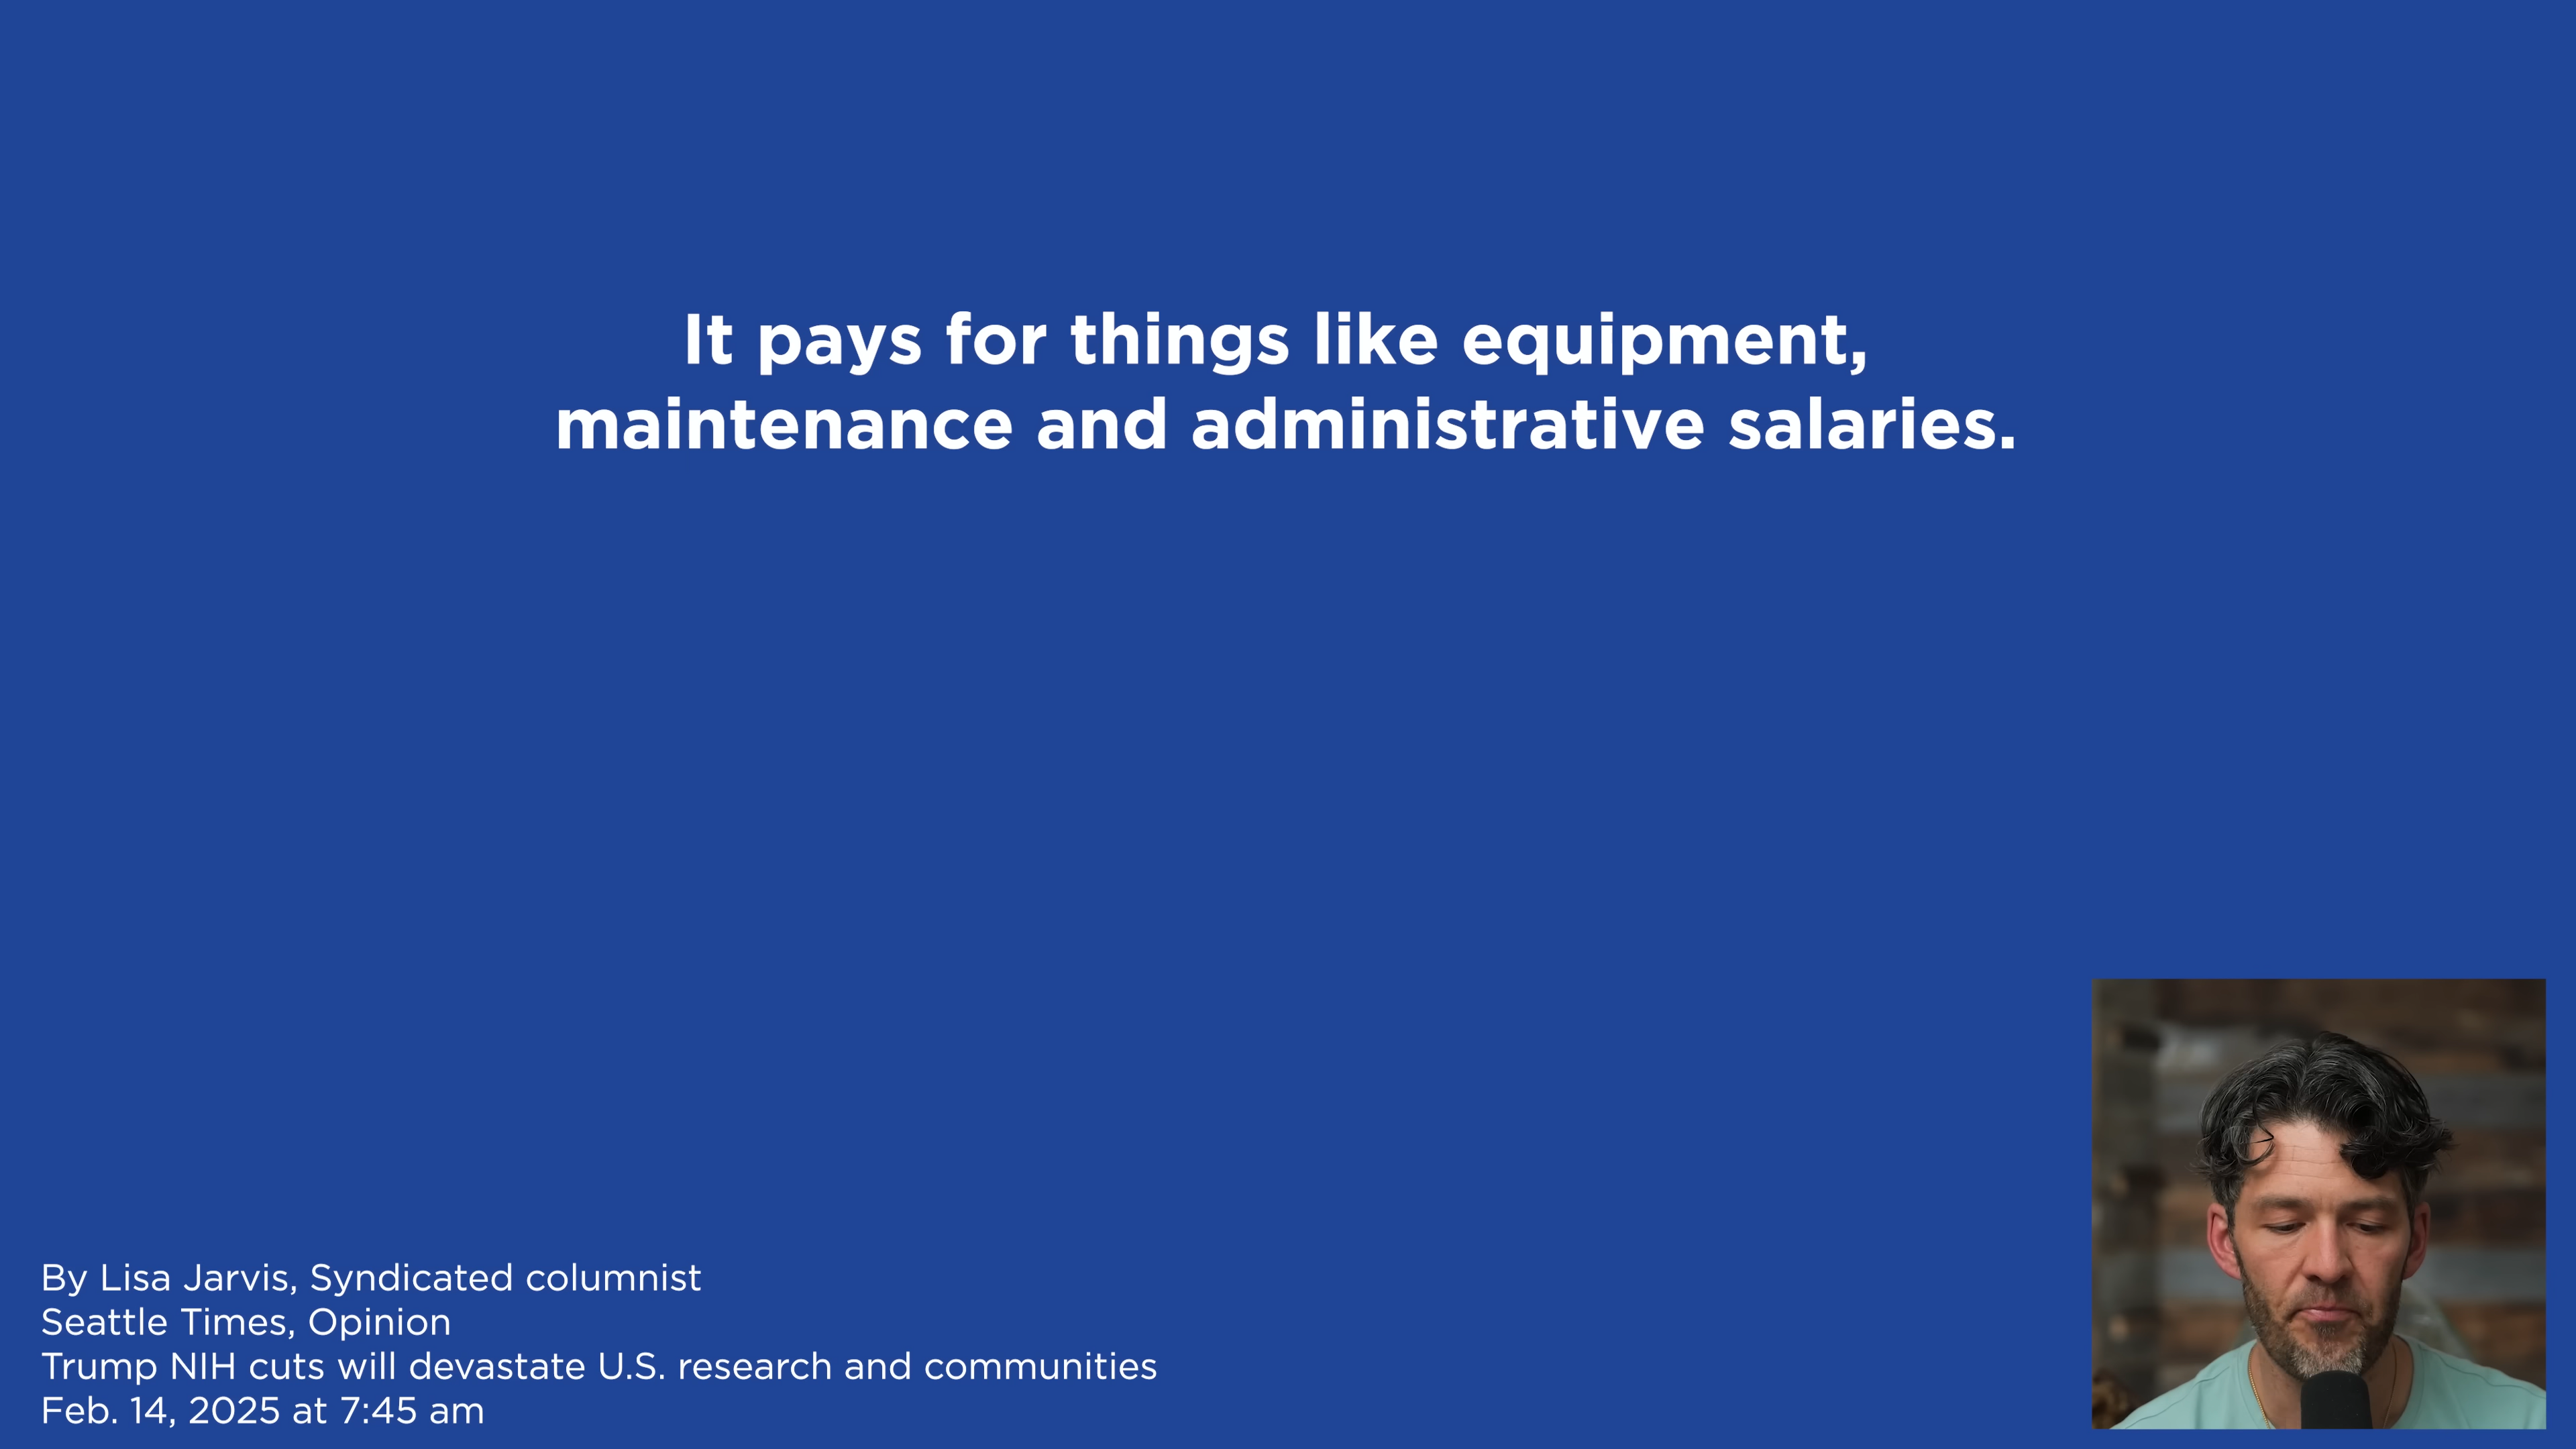 It pays for things like equipment,
maintenance and administrative salaries.
By Lisa Jarvis, Syndicated columnist
Seattle Times, Opinion
Trump NIH cuts will devastate U.S. research and communities
Feb. 14, 2025 at 7:45 am